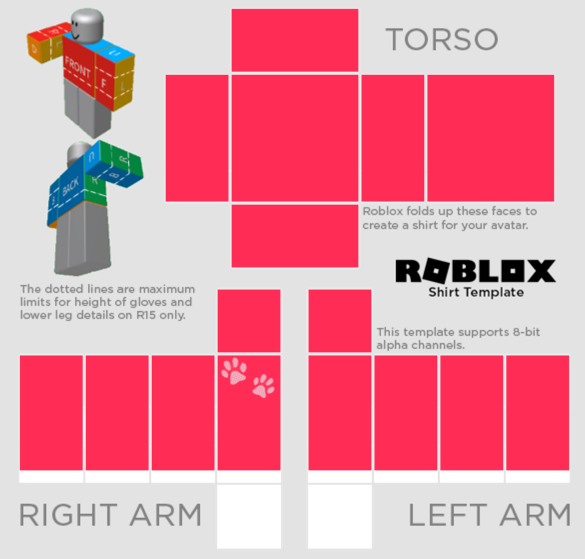 TORSO
FRONT
F
L
U
R
BACK
R
B
Roblox folds up these faces to
create a shirt for your avatar.
ROBLOX
Shirt Template
The dotted lines are maximum
limits for height of gloves and
lower leg details on R15 only.
This template supports 8-bit
alpha channels.
RIGHT ARM
LEFT ARM